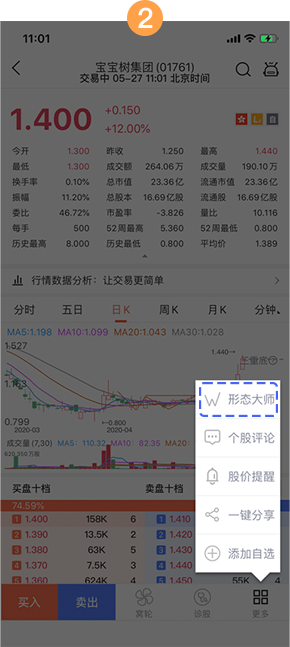 2
11:01
宝宝树集团 (01761)
交易中 05-27 11:01 北京时间
1.400 +0.150
+12.00%
今开 1.300 昨收 1.250 最高 1.440
最低 1.300 成交额 264.06万 成交量 190.10万
换手率 0.10% 总市值 23.36亿 流通市值 23.36亿
振幅 11.20% 总股本 16.69亿股 流通股 16.69亿股
委比 46.72% 市盈率 -3.826 量比 10.116
每手 500 52周最高 5.360 52周最低 0.800
历史最高 8.000 历史最低 0.800 平均价 1.389
行情数据分析：让交易更简单
分时 五日 日K 周K 月K 分钟
MA5:1.198 MA10:1.099 MA20:1.043 MA30:1.028
1.527
1.440
三重底
1.163
0.799
0.800
2020-03 2020-04
成交量 (7,30) MA5: 110.32 MA10: 82.35 MA20:
620.350万股
买盘十档 卖盘十档
74.59%
1 1.400 158K 6 1 1.410
2 1.390 13.5K 2 2 1.420
3 1.380 63K 5 3 1.430
4 1.370 7.5K 3 4 1.440
5 1.360 624K 4 5 1.450 55K 4
形态大师
个股评论
股价提醒
一键分享
添加自选
买入 卖出 窝轮 诊股 更多